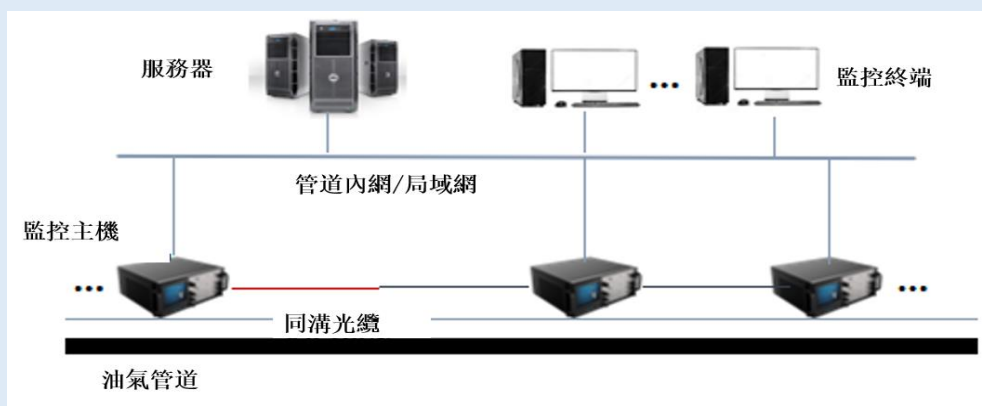 服務器
監控終端
管道內網/局域網
監控主機
同溝光纜
油氣管道